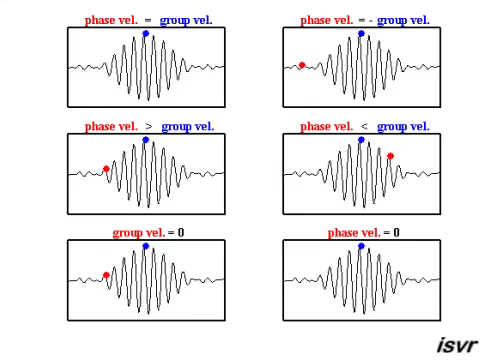 phase vel. = group vel.
phase vel. = - group vel.
phase vel. > group vel.
phase vel. < group vel.
group vel. = 0
phase vel. = 0
isvr